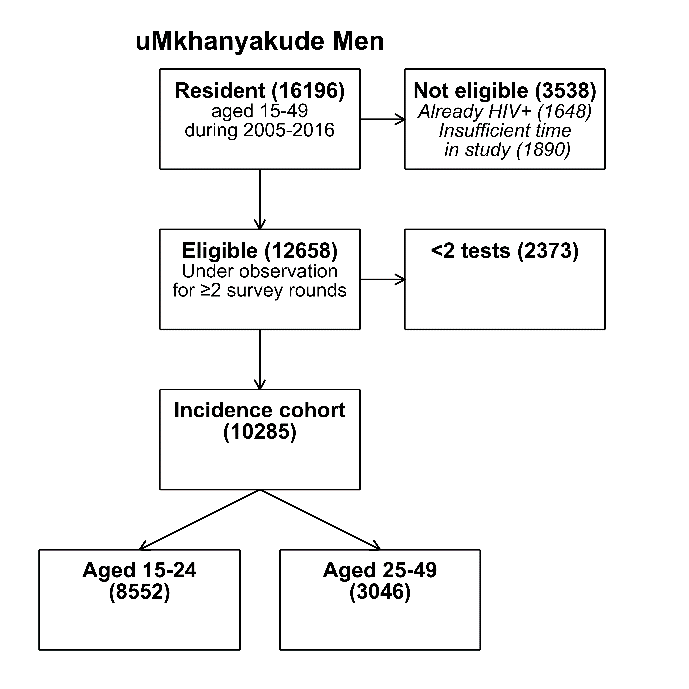 uMkhanyakude Men
Resident (16196)
aged 15-49
during 2005-2016
Not eligible (3538)
Already HIV+ (1648)
Insufficient time
in study (1890)
Eligible (12658)
Under observation
for ≥2 survey rounds
<2 tests (2373)
Incidence cohort
(10285)
Aged 15-24
(8552)
Aged 25-49
(3046)